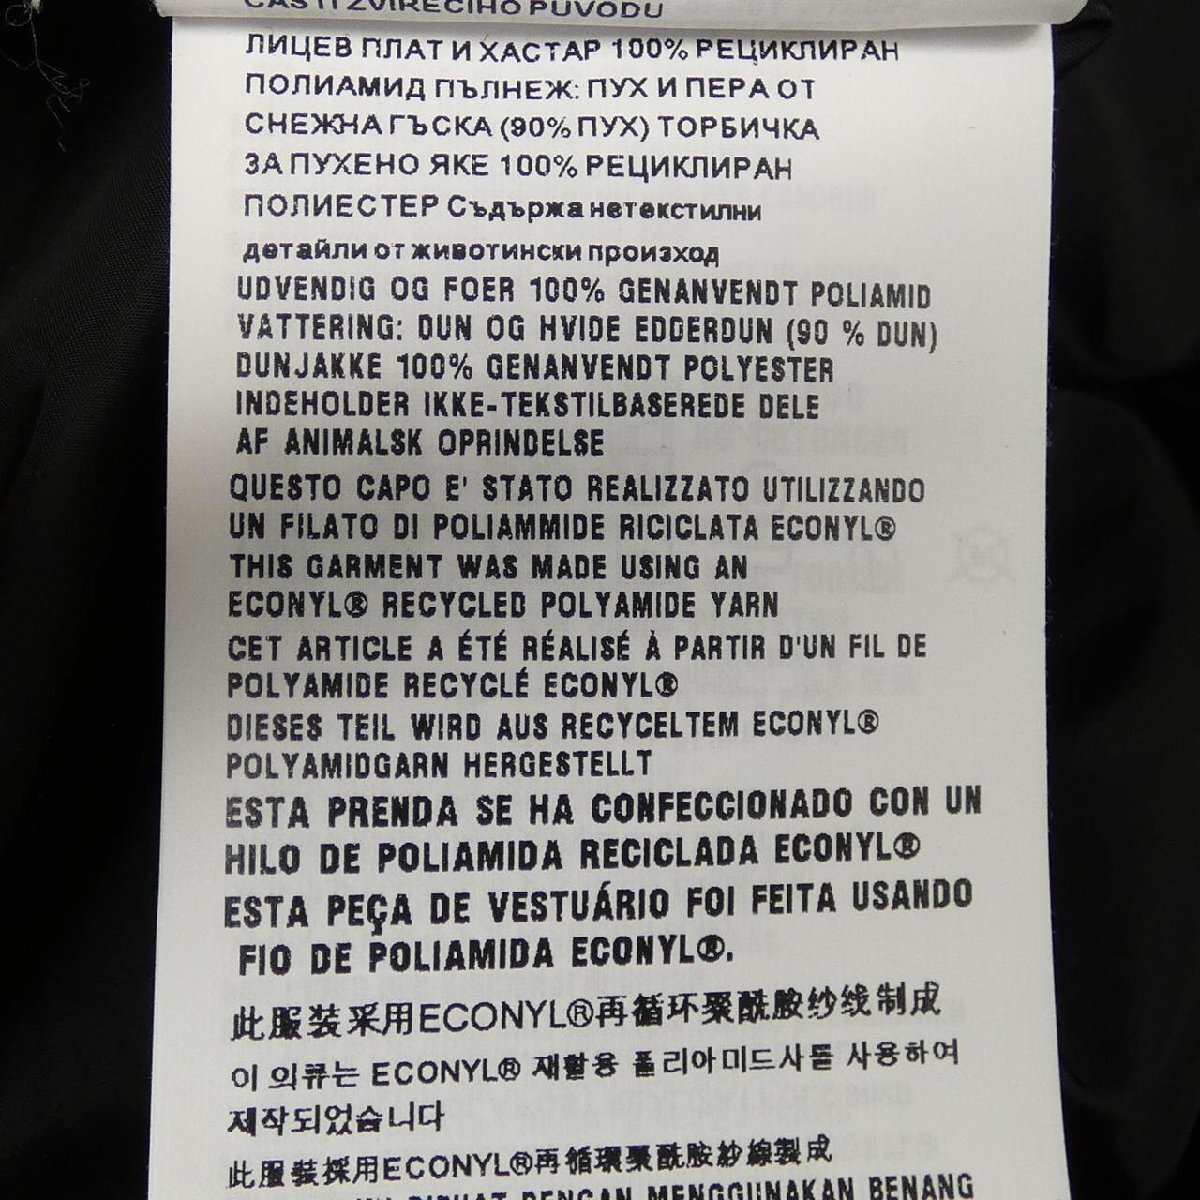 ČÁSTI ZVÍŘECÍHO PŮVODU
ЛИЦЕВ ПЛАТ И ХАСТАР 100% РЕЦИКЛИРАН
ПОЛИАМИД ПЪЛНЕЖ: ПУХ И ПЕРА ОТ
СНЕЖНА ГЪСКА (90% ПУХ) ТОРБИЧКА
ЗА ПУХЕНО ЯКЕ 100% РЕЦИКЛИРАН
ПОЛИЕСТЕР Съдържа нетекстилни
детайли от животински произход
UDVENDIG OG FOER 100% GENANVENDT POLIAMID
VATTERING: DUN OG HVIDE EDDERDUN (90 % DUN)
DUNJAKKE 100% GENANVENDT POLYESTER
INDEHOLDER IKKE-TEKSTILBASEREDE DELE
AF ANIMALSK OPRINDELSE
QUESTO CAPO E' STATO REALIZZATO UTILIZZANDO
UN FILATO DI POLIAMMIDE RICICLATA ECONYL®
THIS GARMENT WAS MADE USING AN
ECONYL® RECYCLED POLYAMIDE YARN
CET ARTICLE A ÉTÉ RÉALISÉ À PARTIR D'UN FIL DE
POLYAMIDE RECYCLÉ ECONYL®
DIESES TEIL WIRD AUS RECYCELTEM ECONYL®
POLYAMIDGARN HERGESTELLT
ESTA PRENDA SE HA CONFECCIONADO CON UN
HILO DE POLIAMIDA RECICLADA ECONYL®
ESTA PEÇA DE VESTUÁRIO FOI FEITA USANDO
FIO DE POLIAMIDA ECONYL®.
此服装采用ECONYL®再循环聚酰胺纱线制成
이 의류는 ECONYL® 재활용 폴리아미드사를 사용하여
제작되었습니다
此服裝採用ECONYL®再循環聚酰胺紗線製成
DIBUAT DENGAN MENGGUNAKAN BENANG